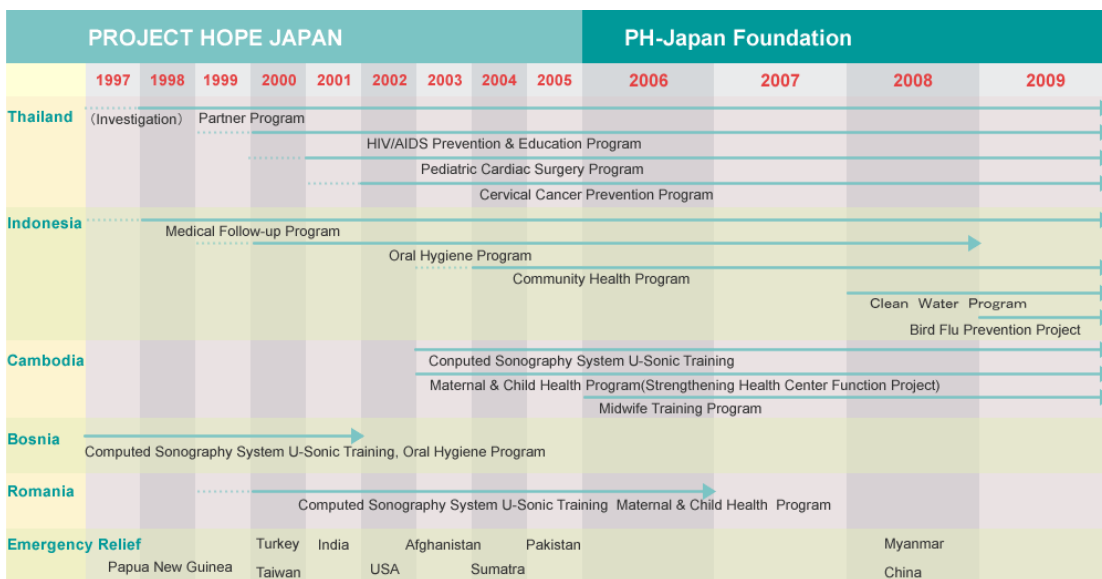 PROJECT HOPE JAPAN PH-Japan Foundation
1997 1998 1999 2000 2001 2002 2003 2004 2005 2006 2007 2008 2009
Thailand (Investigation) Partner Program
HIV/AIDS Prevention & Education Program
Pediatric Cardiac Surgery Program
Cervical Cancer Prevention Program
Indonesia
Medical Follow-up Program
Oral Hygiene Program
Community Health Program
Clean Water Program
Bird Flu Prevention Project
Cambodia Conputed Sonography System U-Sonic Training
Maternal & Child Health Program(Strengthening Health Center Function Project)
Midwife Training Program
Bosnia
Computed Sonography System U-Sonic Training, Oral Hygiene Program
Romania
Computed Sonography System U-Sonic Training Maternal & Child Health Program
Emergency Relief Turkey India Afghanistan Pakistan Myanmar
Papua New Guinea Taiwan USA Sumatra China